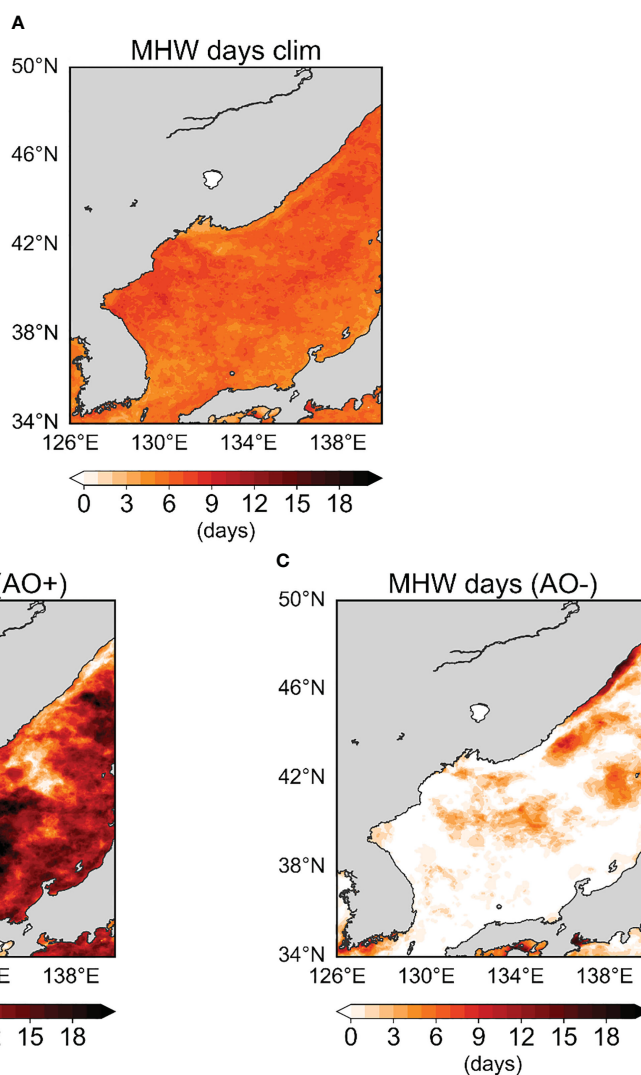 A
MHW days clim
50°N
46°N
42°N
38°N
34°N
126°E 130°E 134°E 138°E
0 3 6 9 12 15 18
(days)
(AO+)
138°E
15 18
C
MHW days (AO-)
50°N
46°N
42°N
38°N
34°N
126°E 130°E 134°E 138°E
0 3 6 9 12 15 18
(days)